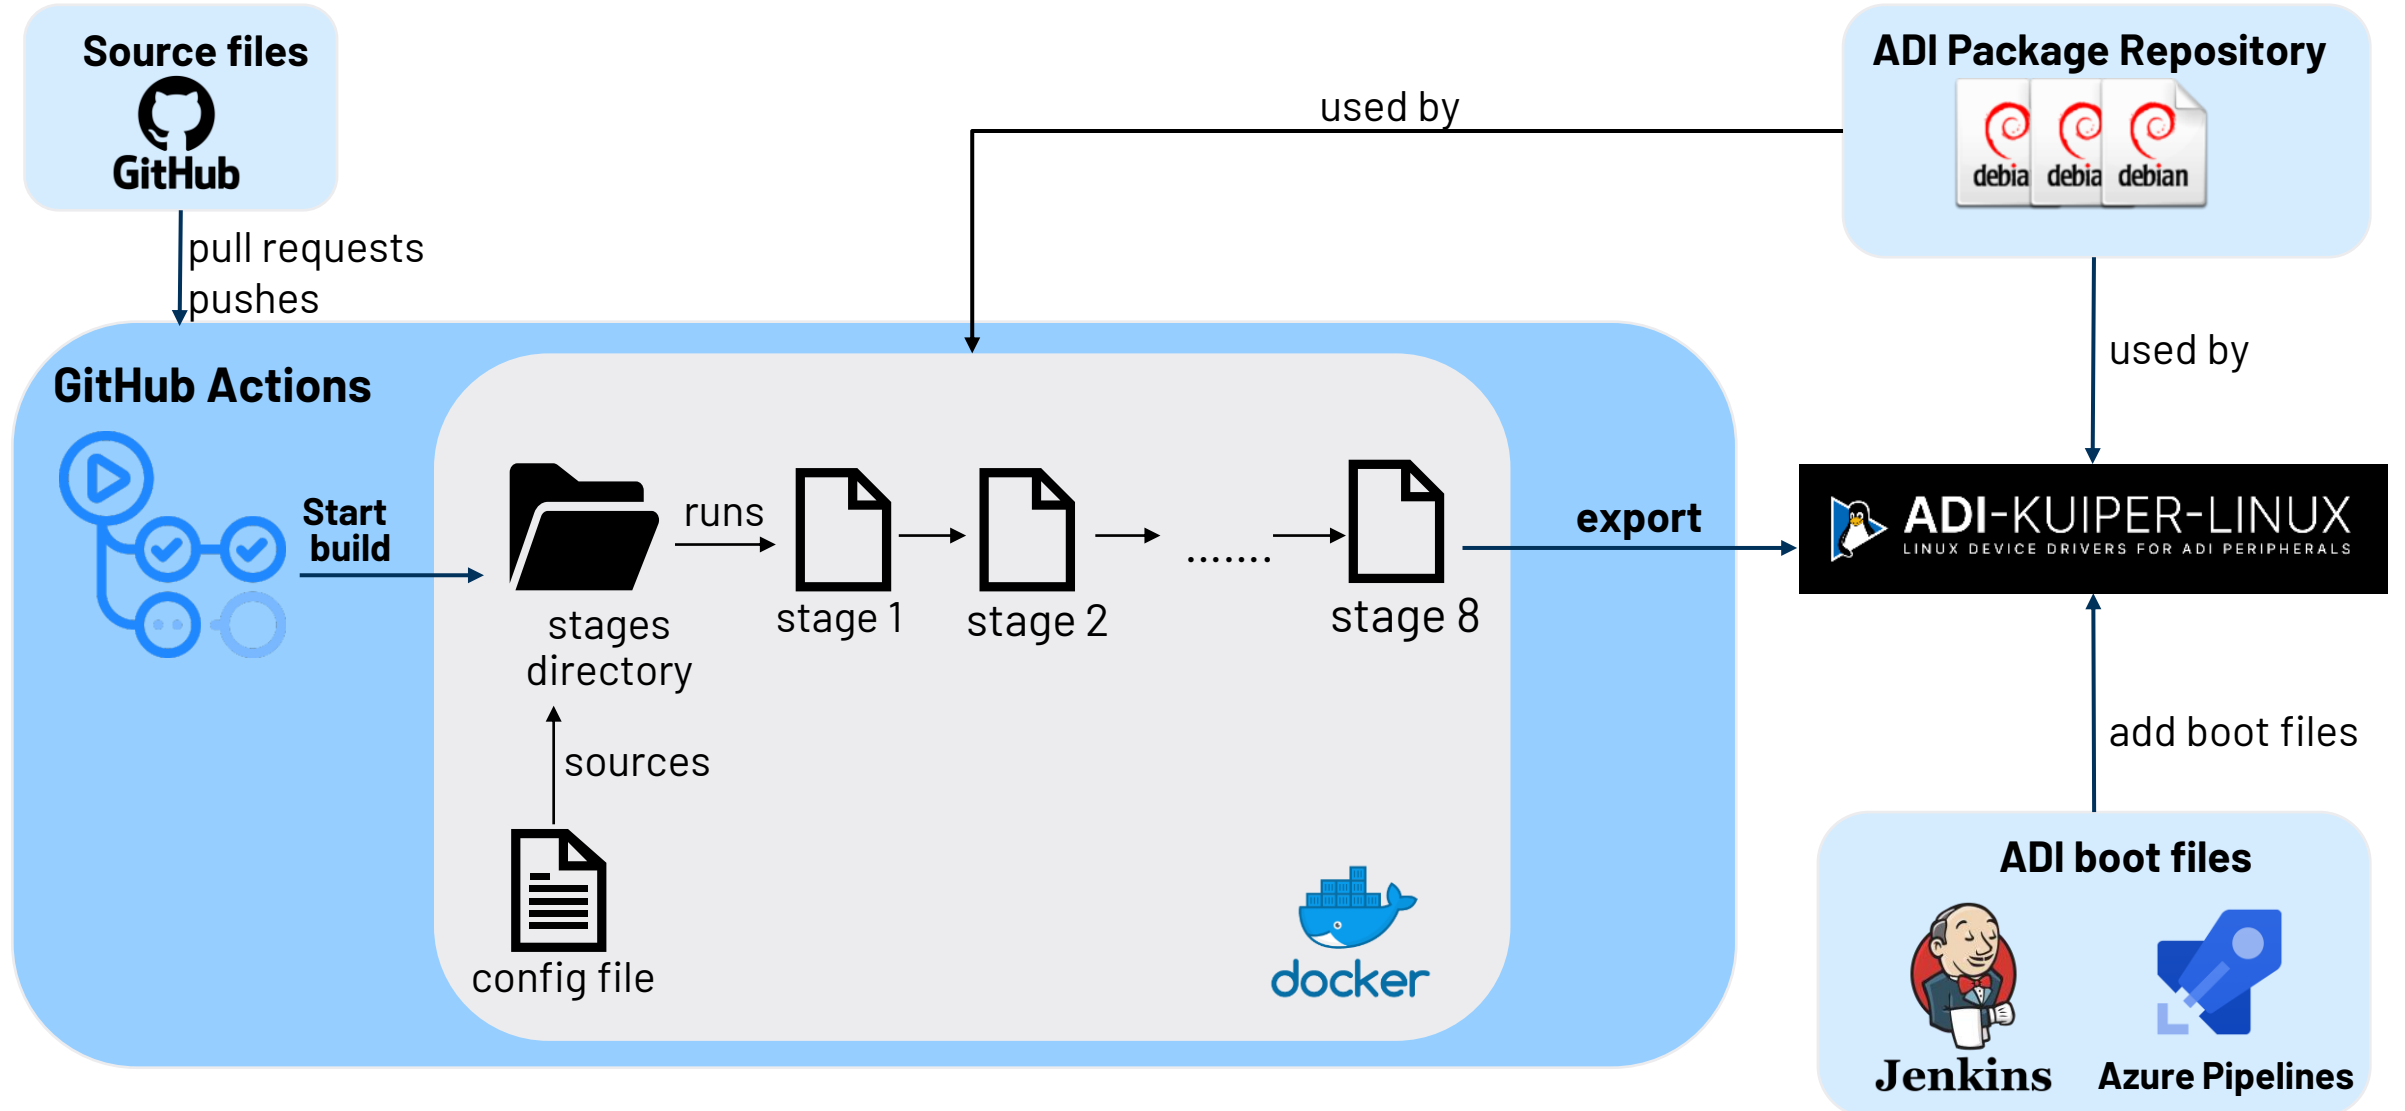 Source files
GitHub
pull requests
pushes
used by
ADI Package Repository
debia
debia
debian
used by
GitHub Actions
Start
build
runs
.......
stages
directory
stage 1
stage 2
stage 8
export
ADI-KUIPER-LINUX
LINUX DEVICE DRIVERS FOR ADI PERIPHERALS
sources
config file
docker
add boot files
ADI boot files
Jenkins
Azure Pipelines